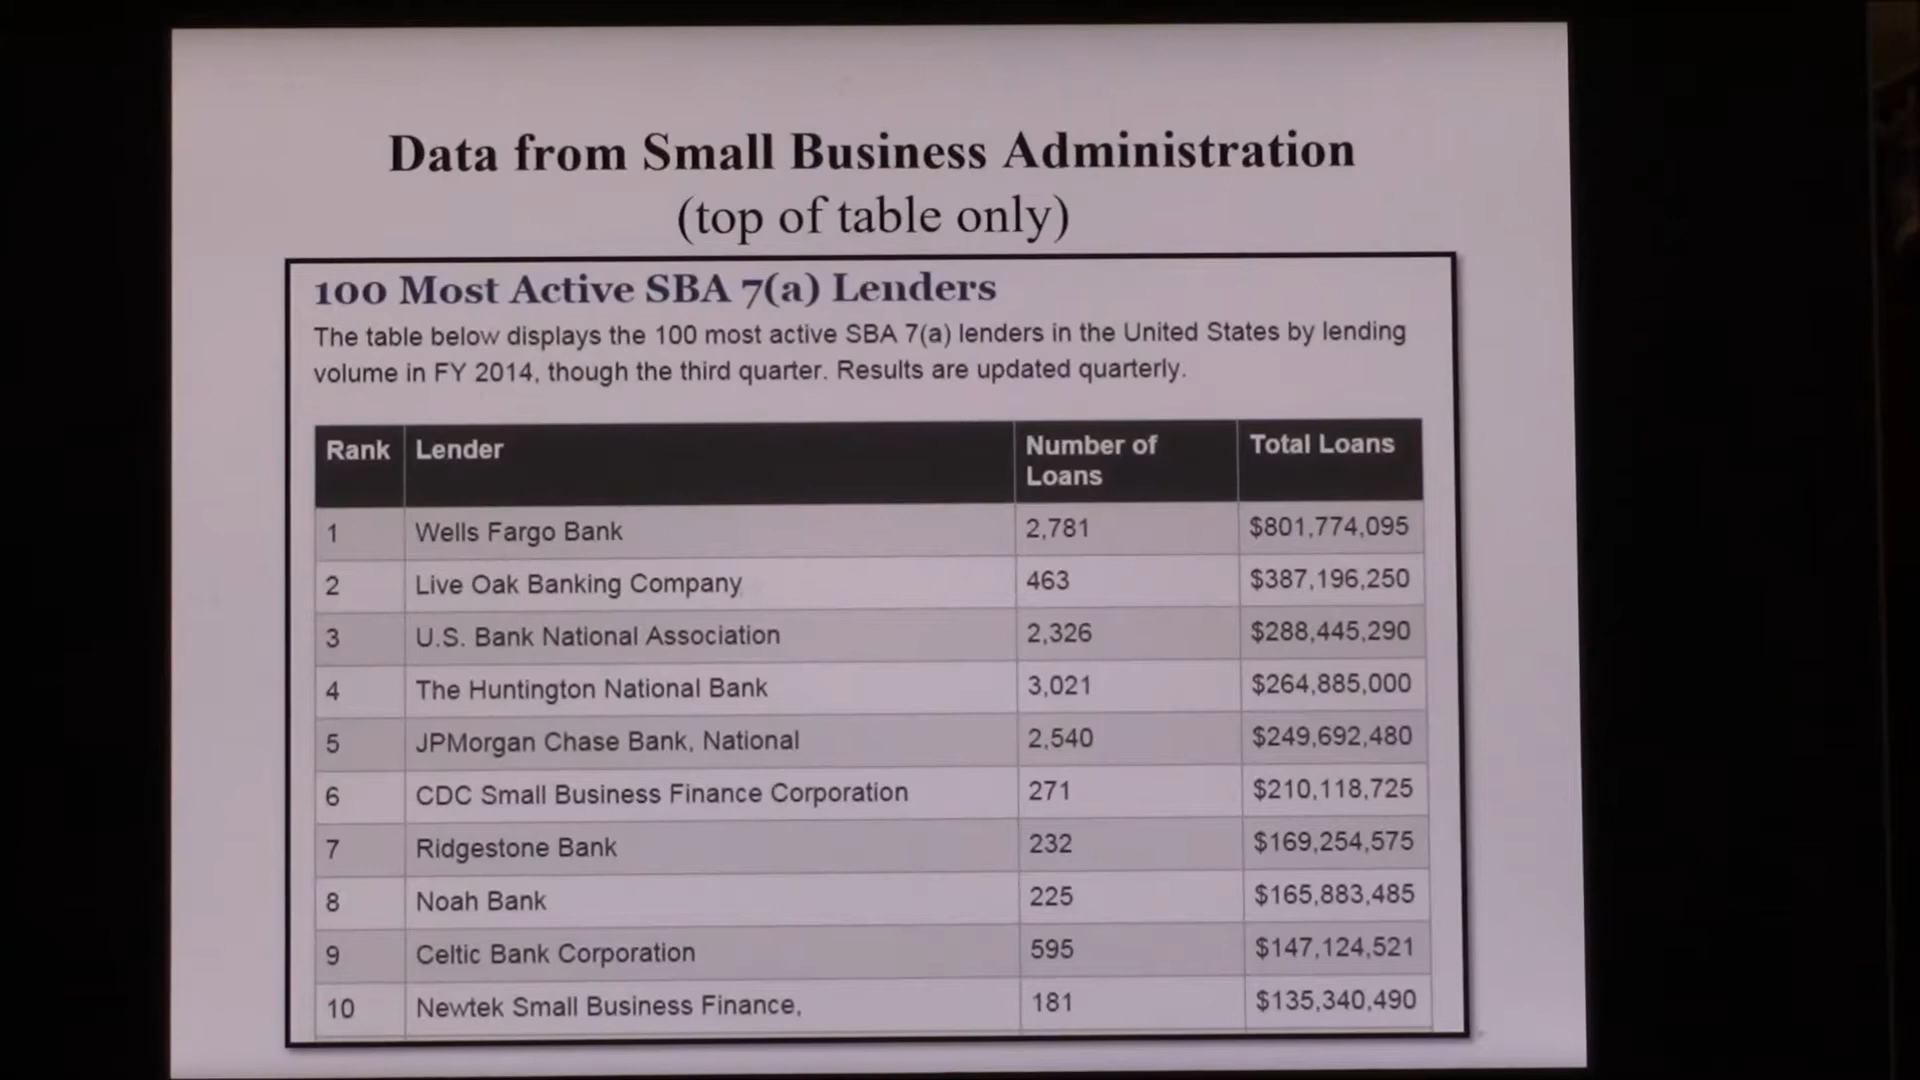 Data from Small Business Administration
(top of table only)
100 Most Active SBA 7(a) Lenders
The table below displays the 100 most active SBA 7(a) lenders in the United States by lending
volume in FY 2014, though the third quarter. Results are updated quarterly.
Rank Lender Number of Loans Total Loans
1 Wells Fargo Bank 2,781 $801,774,095
2 Live Oak Banking Company 463 $387,196,250
3 U.S. Bank National Association 2,326 $288,445,290
4 The Huntington National Bank 3,021 $264,885,000
5 JPMorgan Chase Bank, National 2,540 $249,692,480
6 CDC Small Business Finance Corporation 271 $210,118,725
7 Ridgestone Bank 232 $169,254,575
8 Noah Bank 225 $165,883,485
9 Celtic Bank Corporation 595 $147,124,521
10 Newtek Small Business Finance, 181 $135,340,490